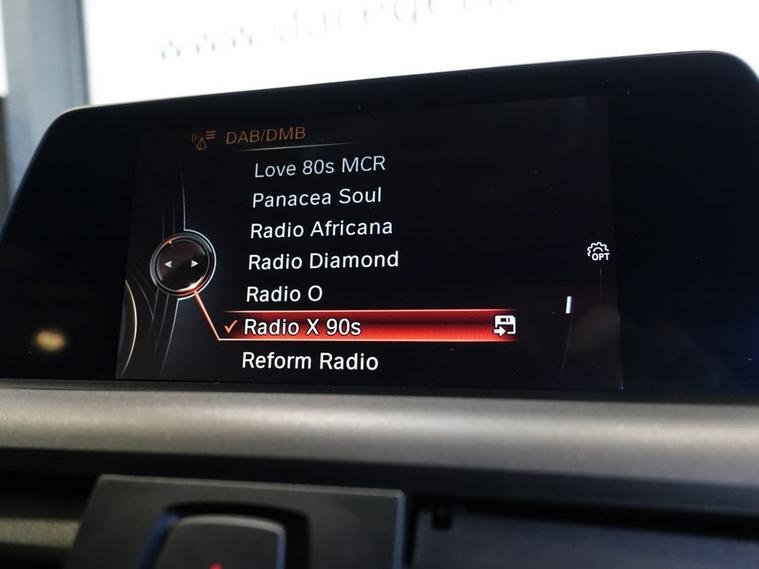 DAB/DMB
Love 80s MCR
Panacea Soul
Radio Africana
Radio Diamond
OPT
Radio O
Radio X 90s
Reform Radio